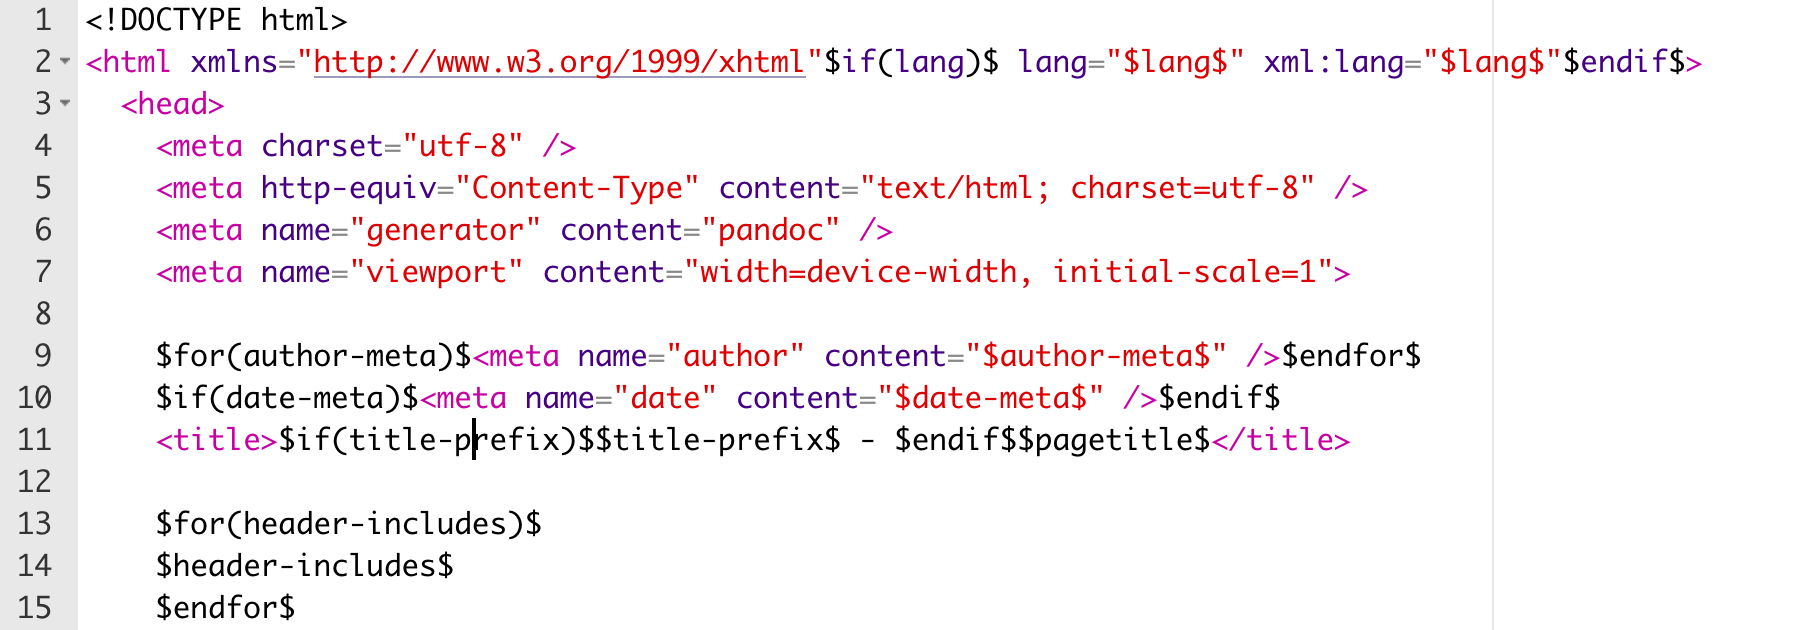 1 <!DOCTYPE html>
2 <html xmlns="http://www.w3.org/1999/xhtml"$if(lang)$ lang="$lang$" xml:lang="$lang$"$endif$>
3 <head>
4 <meta charset="utf-8" />
5 <meta http-equiv="Content-Type" content="text/html; charset=utf-8" />
6 <meta name="generator" content="pandoc" />
7 <meta name="viewport" content="width=device-width, initial-scale=1">
8
9 $for(author-meta)$<meta name="author" content="$author-meta$" />$endfor$
10 $if(date-meta)$<meta name="date" content="$date-meta$" />$endif$
11 <title>$if(title-prefix)$$title-prefix$ - $endif$$pagetitle$</title>
12
13 $for(header-includes)$
14 $header-includes$
15 $endfor$